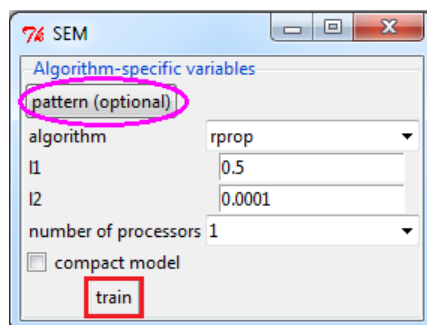 SEM
Algorithm-specific variables
pattern (optional)
algorithm rprop
l1 0.5
l2 0.0001
number of processors 1
compact model
train